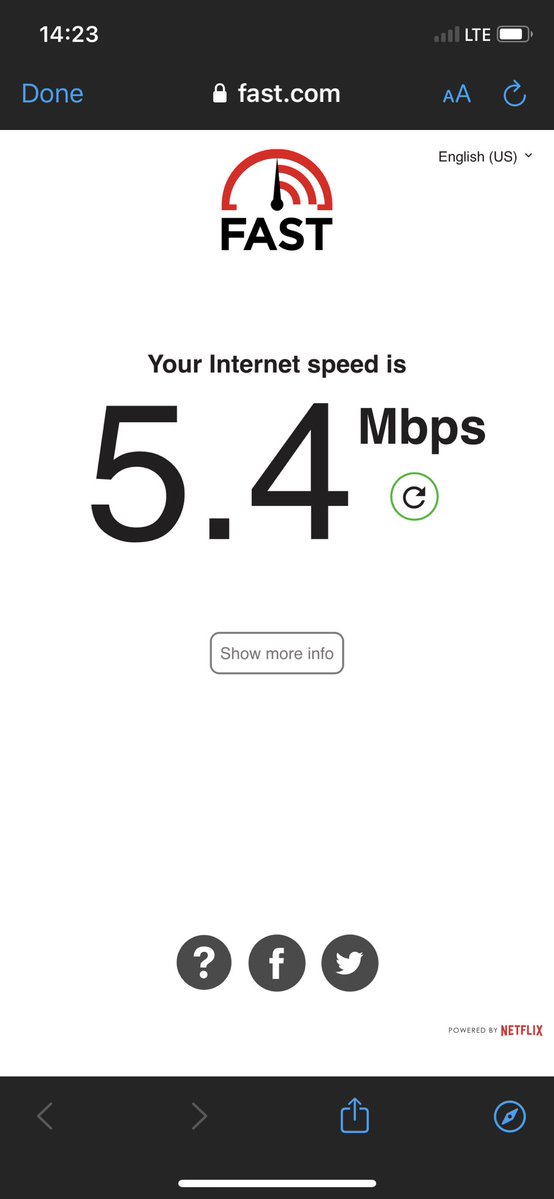 14:23
LTE
Done
fast.com
AA
English (US)
FAST
Your Internet speed is
5.4 Mbps
Show more info
?
f
POWERED BY NETFLIX